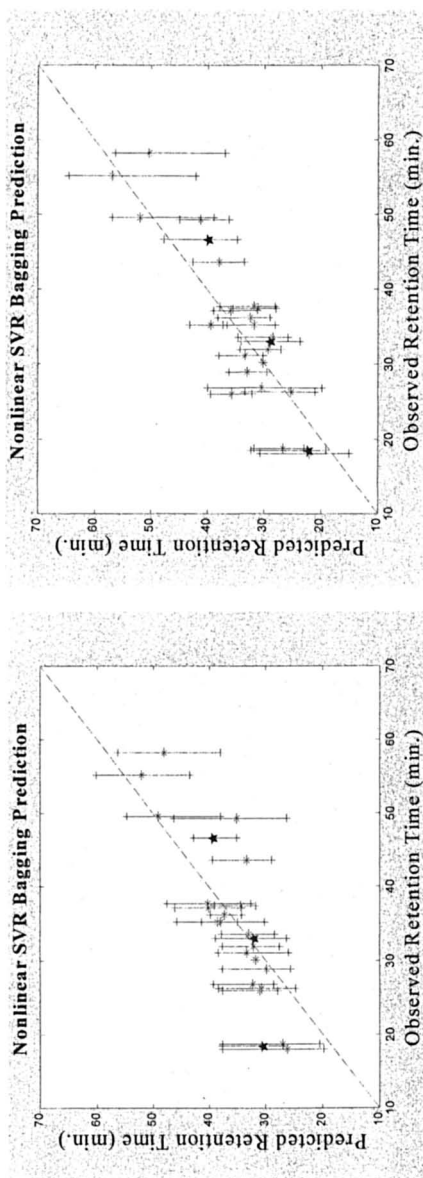 Nonlinear SVR Bagging Prediction
70
60
50
40
30
20
10
Predicted Retention Time (min.)
10 20 30 40 50 60 70
Observed Retention Time (min.)
Nonlinear SVR Bagging Prediction
70
60
50
40
30
20
10
Predicted Retention Time (min.)
10 20 30 40 50 60 70
Observed Retention Time (min.)